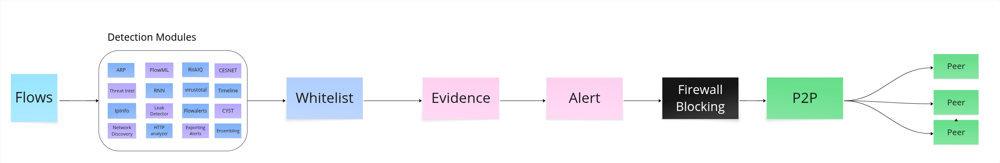 Detection Modules
Flows
ARP
FlowML
RiskIQ
CESNET
Threat Intel
RNN
virustotal
Timeline
IpInfo
Leak
Detector
Flowalerts
CYST
Network
Discovery
HTTP
analyzer
Exporting
Alerts
Ensembling
Whitelist
Evidence
Alert
Firewall
Blocking
P2P
Peer
Peer
Peer